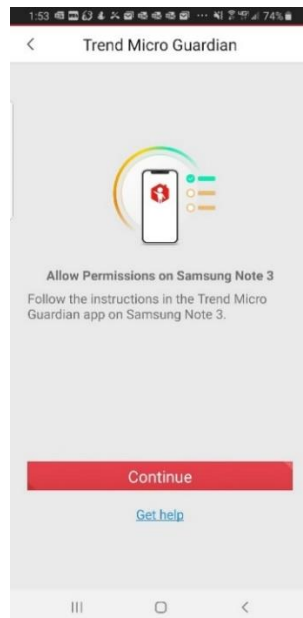 1:53 74%
Trend Micro Guardian
Allow Permissions on Samsung Note 3
Follow the instructions in the Trend Micro
Guardian app on Samsung Note 3.
Continue
Get help